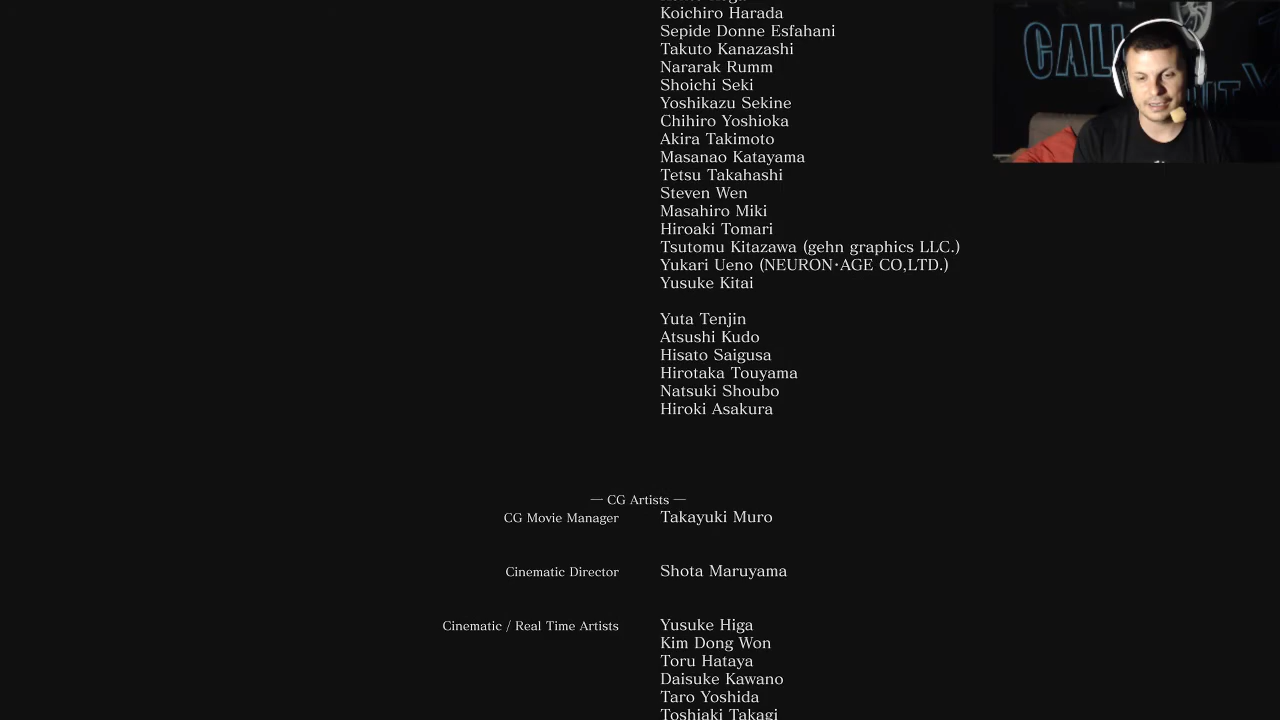 Koichiro Harada
Sepide Donne Esfahani
Takuto Kanazashi
Nararak Rumm
Shoichi Seki
Yoshikazu Sekine
Chihiro Yoshioka
Akira Takimoto
Masanao Katayama
Tetsu Takahashi
Steven Wen
Masahiro Miki
Hiroaki Tomari
Tsutomu Kitazawa (gehn graphics LLC.)
Yukari Ueno (NEURON･AGE CO,LTD.)
Yusuke Kitai
Yuta Tenjin
Atsushi Kudo
Hisato Saigusa
Hirotaka Touyama
Natsuki Shoubo
Hiroki Asakura
— CG Artists —
CG Movie Manager Takayuki Muro
Cinematic Director Shota Maruyama
Cinematic / Real Time Artists Yusuke Higa
Kim Dong Won
Toru Hataya
Daisuke Kawano
Taro Yoshida
Toshiaki Takagi
CALL